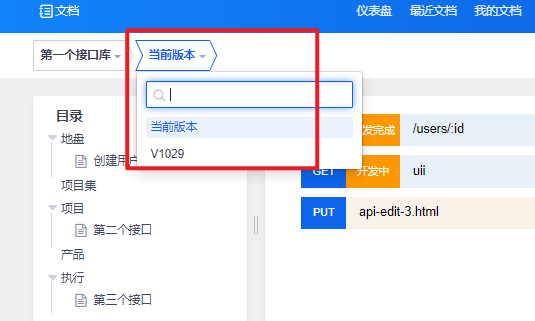 文档 仪表盘 最近文档 我的文档
第一个接口库 当前版本
当前版本
V1029
目录
地盘
创建用户
项目集
项目
第二个接口
产品
执行
第三个接口
发完成 /users/:id
GET 开发中 uii
PUT api-edit-3.html